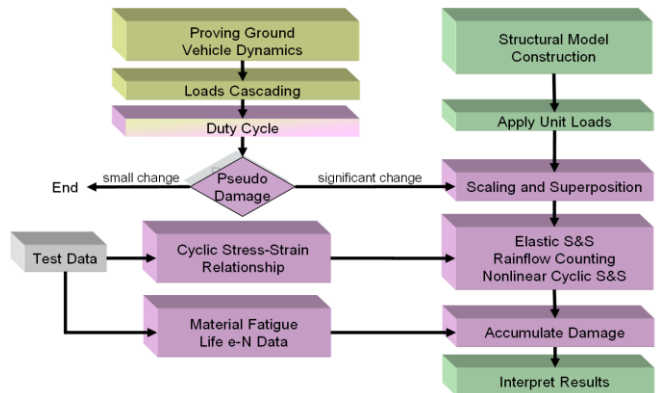 Proving Ground
Vehicle Dynamics
Structural Model
Construction
Loads Cascading
Apply Unit Loads
Duty Cycle
End
small change
Pseudo
Damage
significant change
Scaling and Superposition
Test Data
Cyclic Stress-Strain
Relationship
Elastic S&S
Rainflow Counting
Nonlinear Cyclic S&S
Material Fatigue
Life e-N Data
Accumulate Damage
Interpret Results